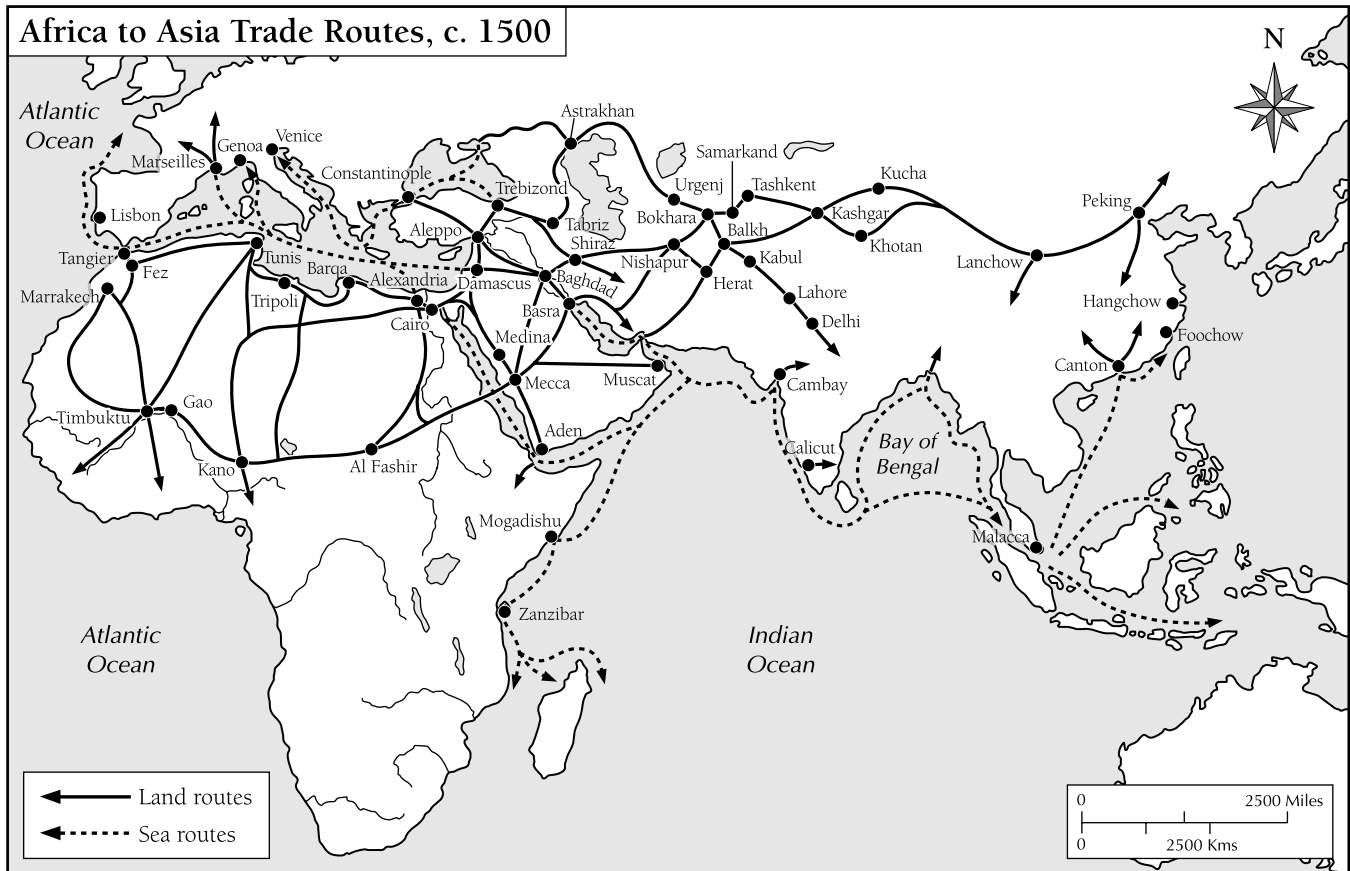 Africa to Asia Trade Routes, c. 1500
N
Atlantic
Ocean
Astrakhan
Venice
Genoa
Marseilles
Constantinople
Samarkand
Kucha
Urgenj
Tashkent
Trebizond
Peking
Lisbon
Bokhara
Kashgar
Tabriz
Aleppo
Balkh
Khotan
Shiraz
Tangier
Tunis
Nishapur
Kabul
Lanchow
Fez
Barqa
Alexandria
Damascus
Baghdad
Herat
Marrakech
Tripoli
Lahore
Hangchow
Basra
Cairo
Delhi
Foochow
Medina
Canton
Muscat
Mecca
Cambay
Gao
Timbuktu
Aden
Calicut
Bay of
Bengal
Kano
Al Fashir
Mogadishu
Malacca
Zanzibar
Atlantic
Ocean
Indian
Ocean
Land routes
Sea routes
0
2500 Miles
0
2500 Kms